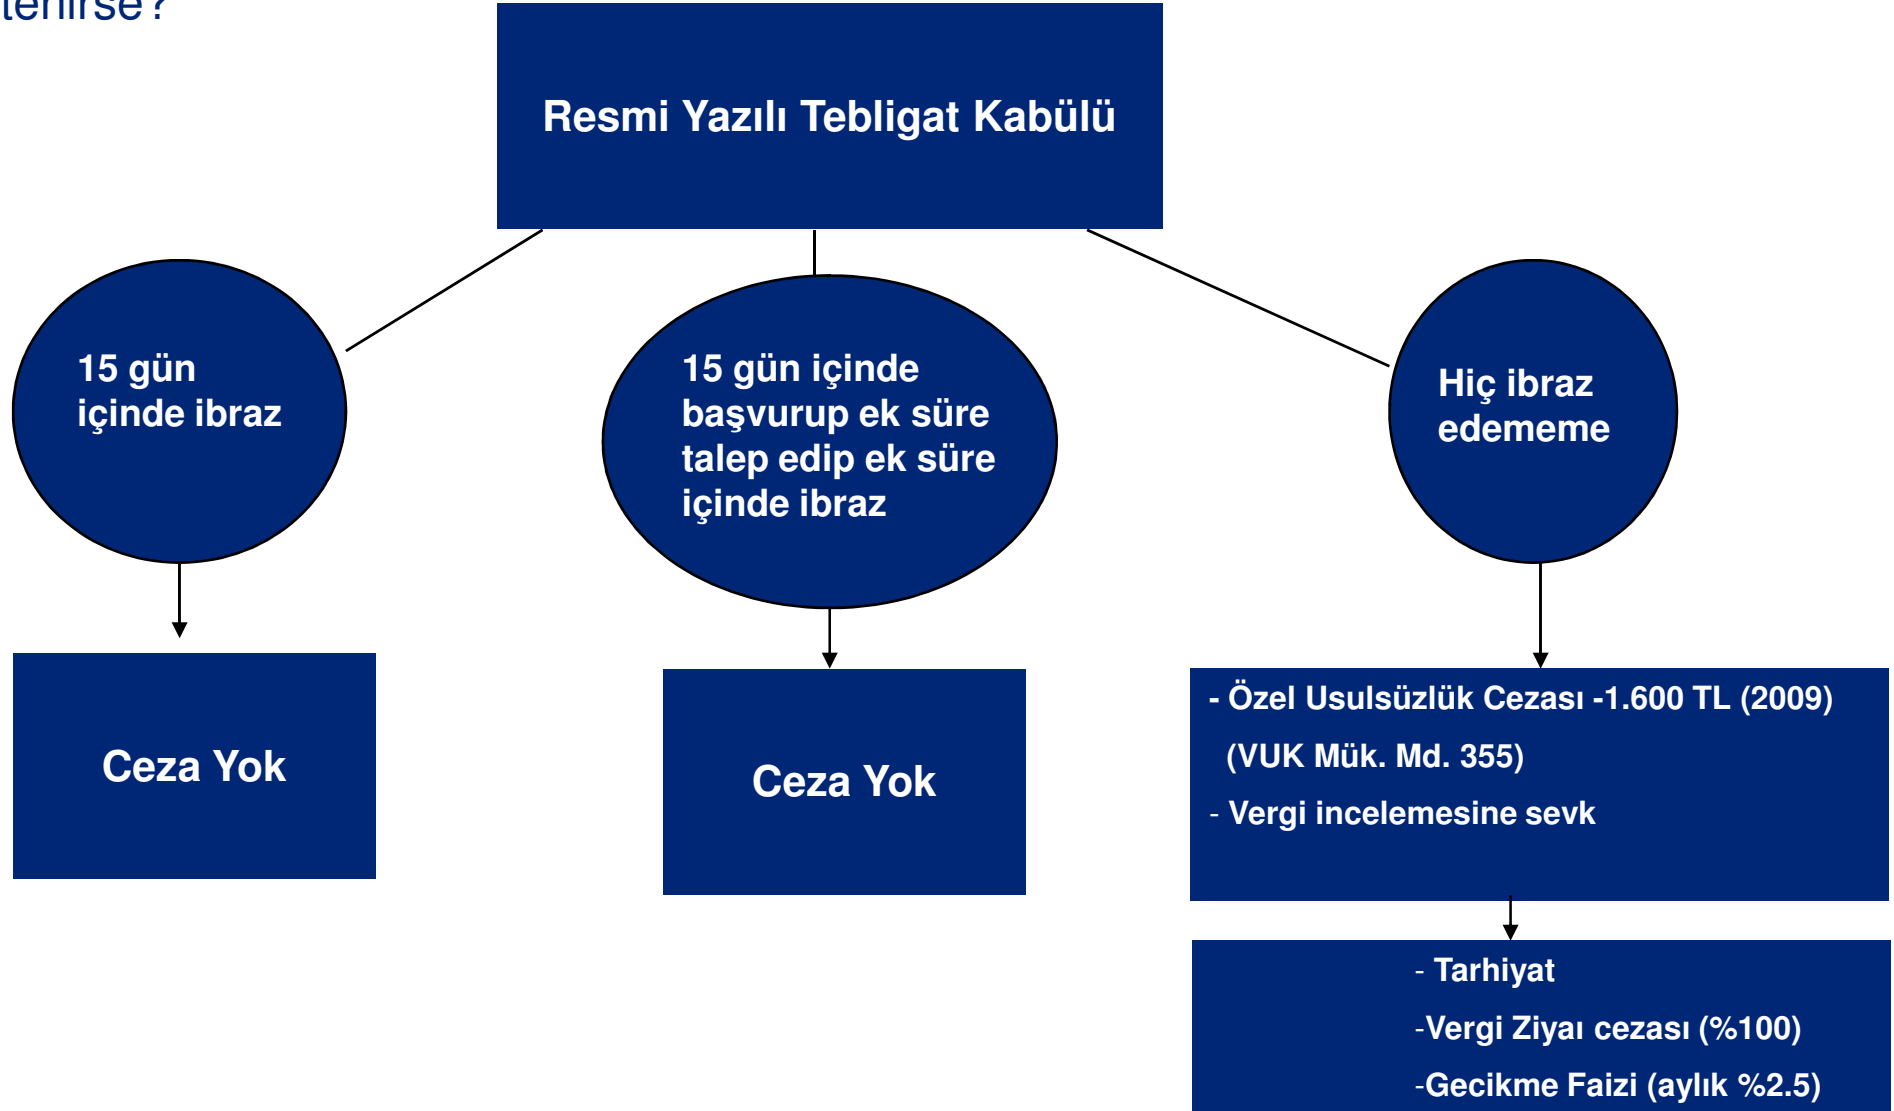 tenirse?
Resmi Yazılı Tebligat Kabülü
15 gün
içinde ibraz
15 gün içinde
başvurup ek süre
talep edip ek süre
içinde ibraz
Hiç ibraz
edememe
Ceza Yok
Ceza Yok
- Özel Usulsüzlük Cezası -1.600 TL (2009)
(VUK Mük. Md. 355)
- Vergi incelemesine sevk
- Tarhiyat
-Vergi Ziyaı cezası (%100)
-Gecikme Faizi (aylık %2.5)